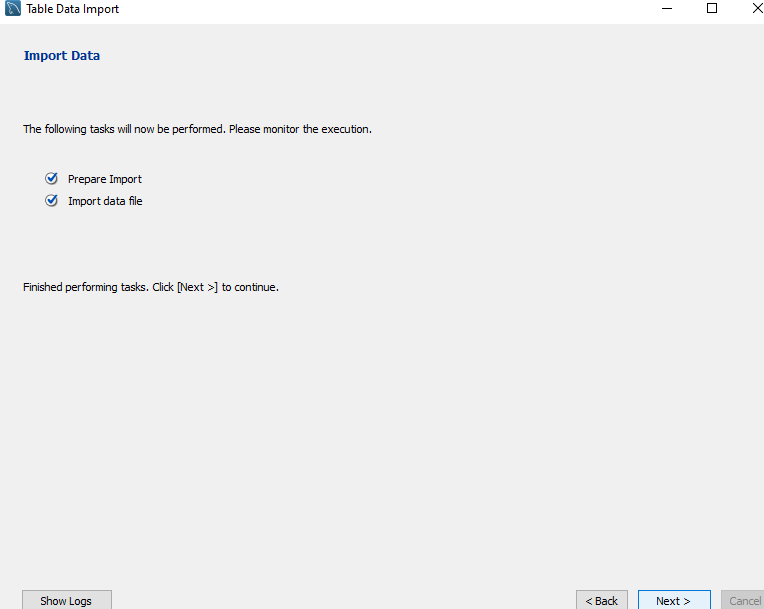 Table Data Import
Import Data
The following tasks will now be performed. Please monitor the execution.
Prepare Import
Import data file
Finished performing tasks. Click [Next >] to continue.
Show Logs
< Back
Next >
Cancel